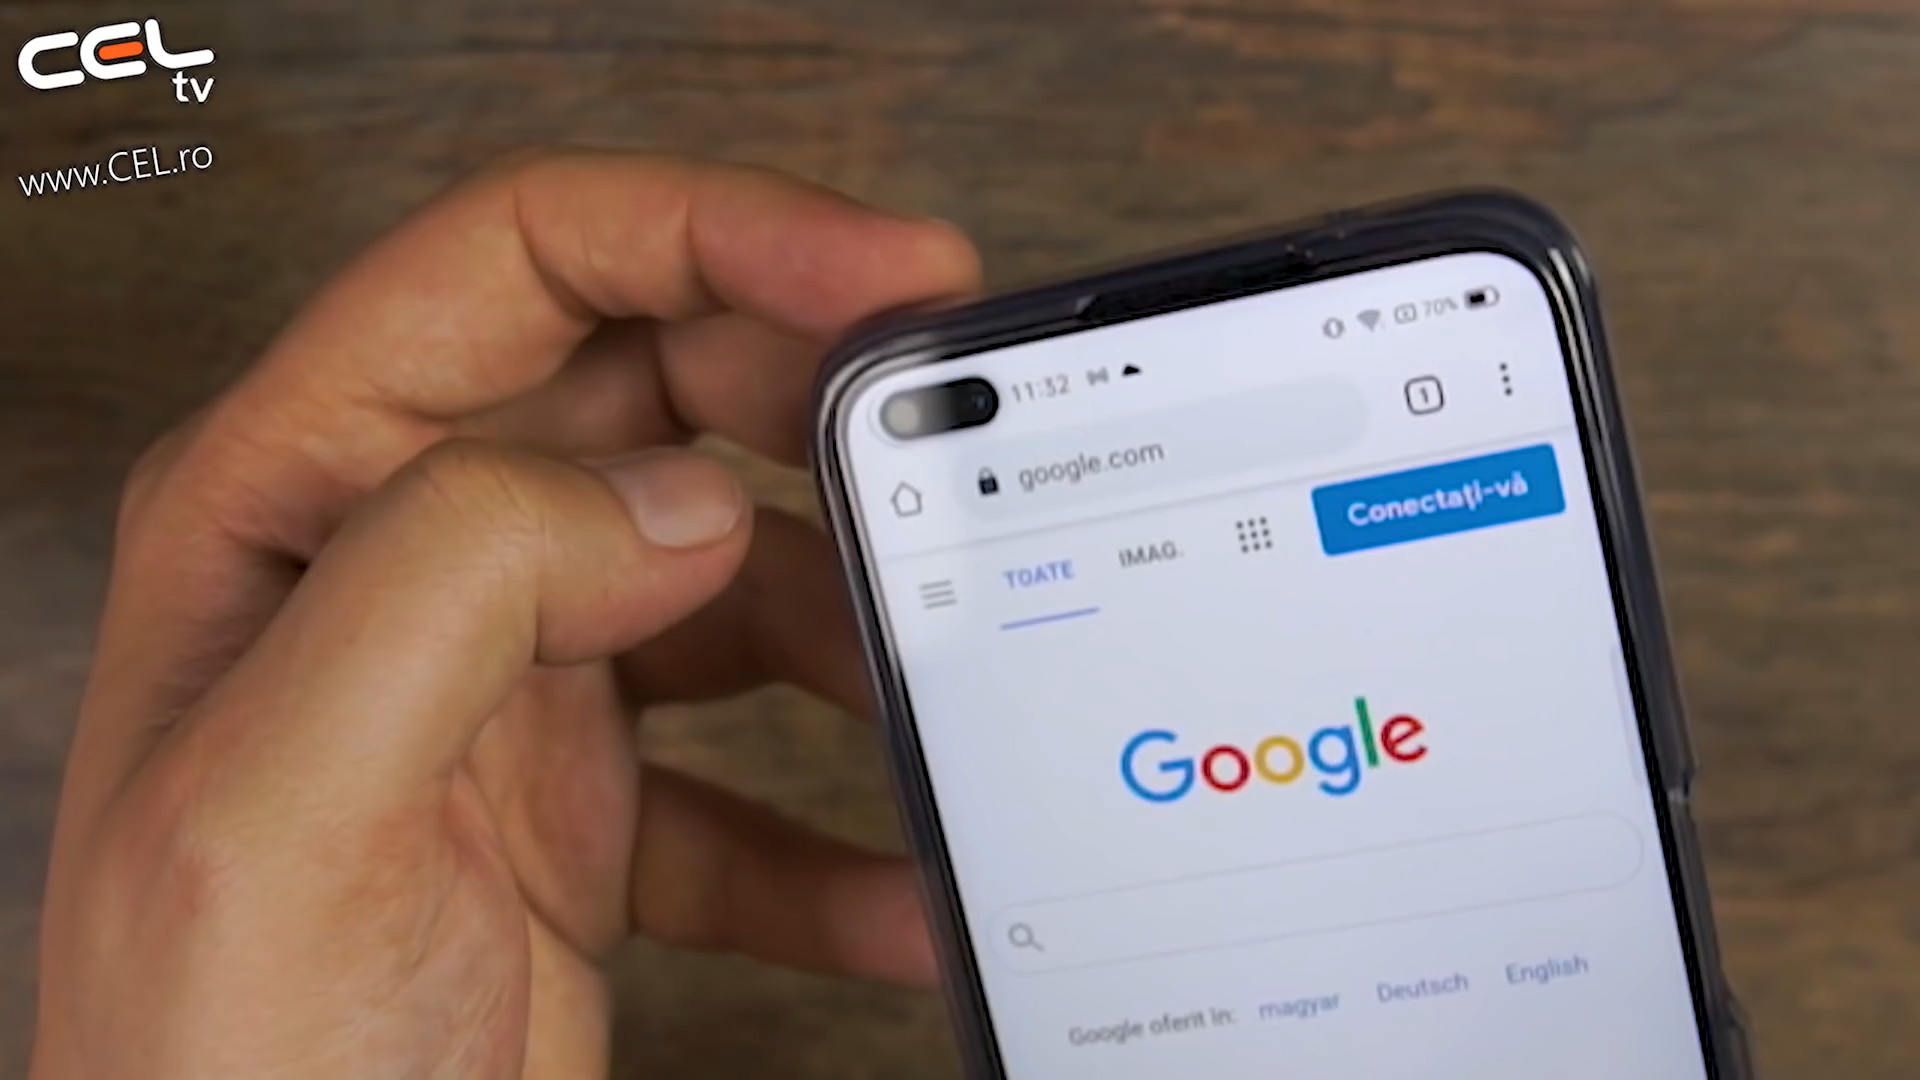 CEL
tv
www.CEL.ro
11:32
70%
google.com
1
TOATE
IMAG.
Conectați-vă
Google
Google oferit în: magyar Deutsch English